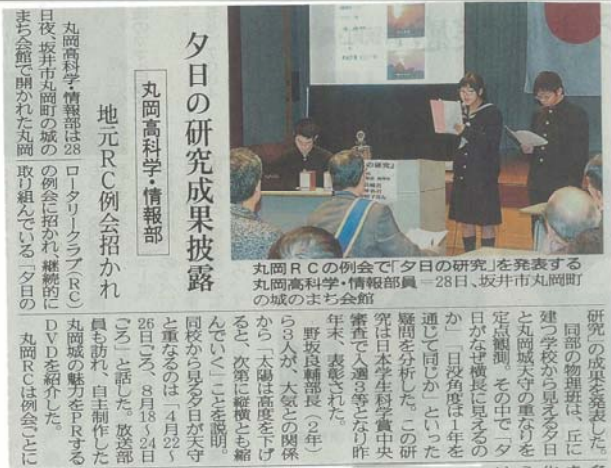 夕日の研究成果披露
丸岡高科学・情報部
地元RC例会招かれ
の研究」
丸岡RCの例会で「夕日の研究」を発表する
丸岡高科学・情報部員＝28日、坂井市丸岡町
の城のまち会館
丸岡高科学・情報部は28
日夜、坂井市丸岡町の城の
まち会館で開かれた丸岡
ロータリークラブ（RC）
の例会に招かれ、継続的に
取り組んでいる「夕日の
研究」の成果を発表した。
同部の物理班は、丘に
建つ学校から見える夕日
と丸岡城天守の重なりを
定点観測。その中で「夕
日がなぜ横長に見えるの
か」「日没角度は1年を
通じて同じか」といった
疑問を分析した。この研
究は日本学生科学賞中央
審査で入選3等となり昨
年末、表彰された。
野坂良輔部長（2年）
ら3人が、大気との関係
から「太陽は高度を下げ
ると、次第に縦横とも縮
んでいく」ことを説明。
同校から見る夕日が天守
と重なるのは「4月22〜
26日ごろ、8月18〜24日
ごろ」と話した。放送部
員も訪れ、自主制作した
丸岡城の魅力をPRする
DVDを紹介した。
丸岡RCは例会ごとに